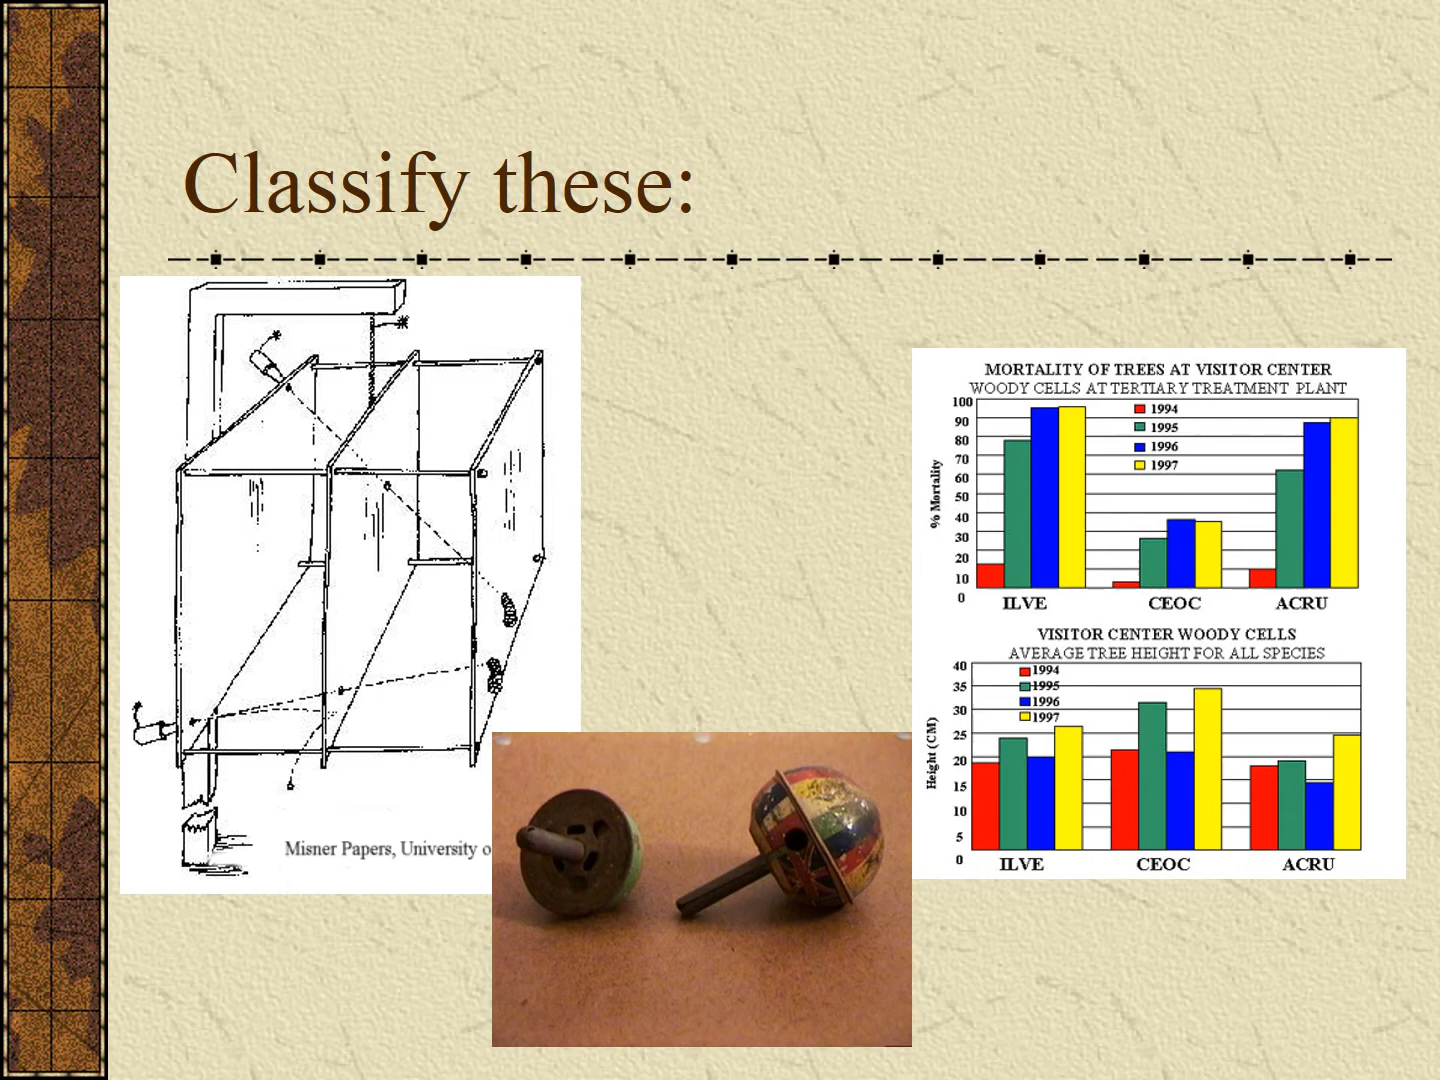 Classify these:
Misner Papers, University o
MORTALITY OF TREES AT VISITOR CENTER
WOODY CELLS AT TERTIARY TREATMENT PLANT
1994
1995
1996
1997
% Mortality
100
90
80
70
60
50
40
30
20
10
0
ILVE CEOC ACRU
VISITOR CENTER WOODY CELLS
AVERAGE TREE HEIGHT FOR ALL SPECIES
1994
1995
1996
1997
Height (CM)
40
35
30
25
20
15
10
5
0
ILVE CEOC ACRU